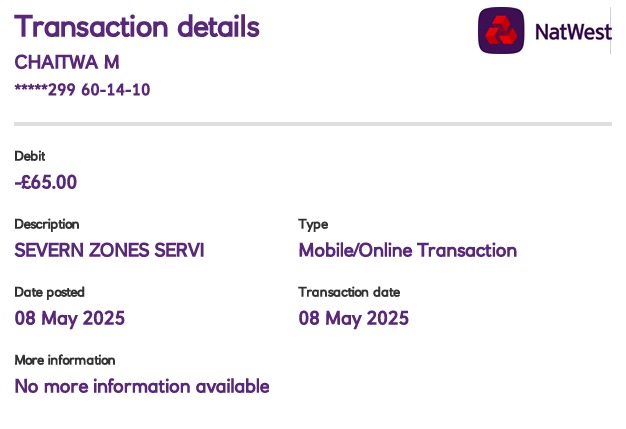 Transaction details
NatWest
CHAITWA M
*****299 60-14-10
Debit
-£65.00
Description
Type
SEVERN ZONES SERVI
Mobile/Online Transaction
Date posted
Transaction date
08 May 2025
08 May 2025
More information
No more information available